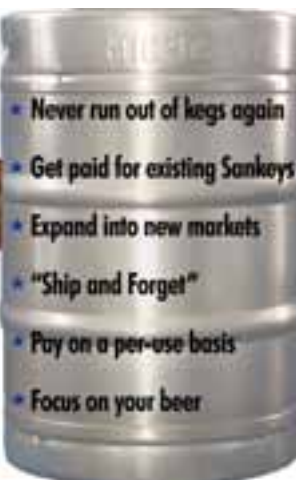 * Never run out of kegs again
* Get paid for existing Sankeys
* Expand into new markets
* "Ship and Forget"
* Pay on a per-use basis
* Focus on your beer